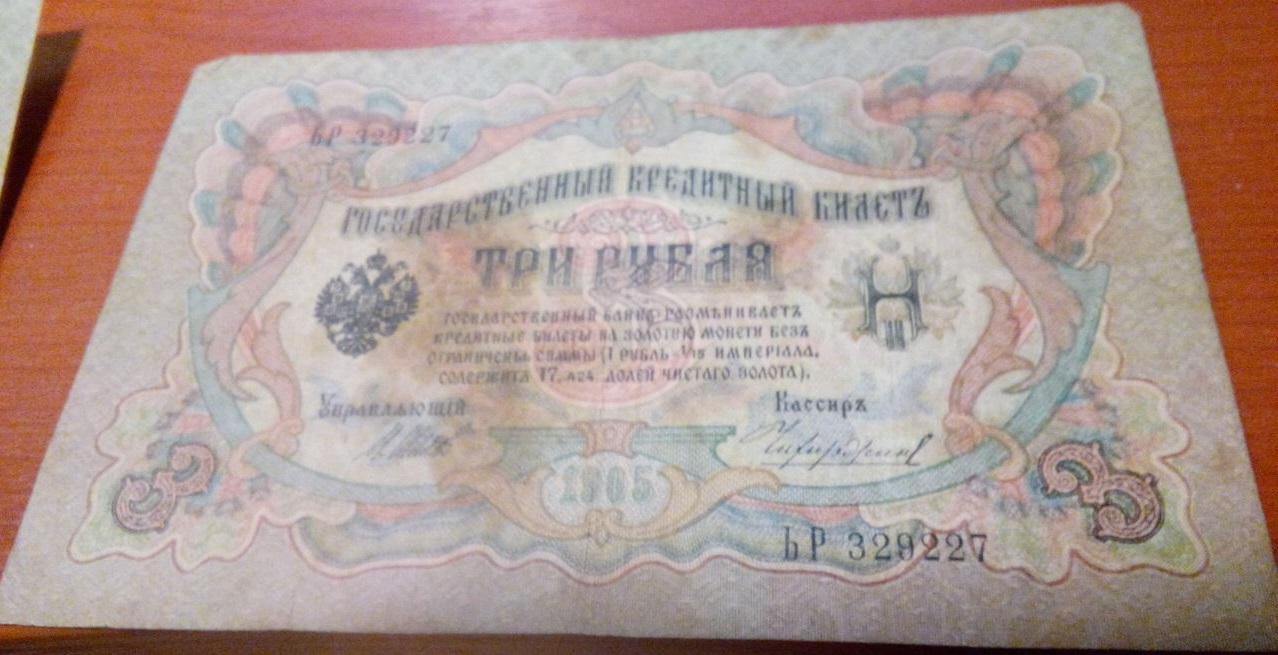 ЬР 329227
ГОСУДАРСТВЕННЫЙ КРЕДИТНЫЙ БИЛЕТЪ
ТРИ РУБЛЯ
ГОСУДАРСТВЕННЫЙ БАНКЪ РАЗМѢНИВАЕТЪ
КРЕДИТНЫЕ БИЛЕТЫ НА ЗОЛОТУЮ МОНЕТУ БЕЗЪ
ОГРАНИЧЕНІЯ СУММЫ (1 РУБЛЬ = 1/15 ИМПЕРІАЛА,
СОДЕРЖИТЪ 17,424 ДОЛЕЙ ЧИСТАГО ЗОЛОТА).
Управляющій
Кассиръ
3
1905
3
ЬР 329227